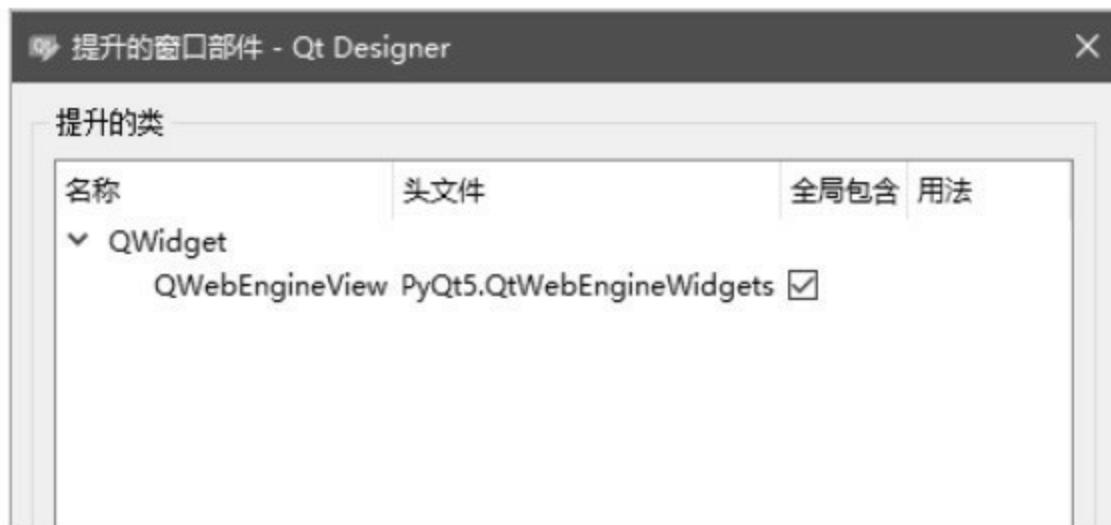 提升的窗口部件 - Qt Designer
提升的类
名称 头文件 全局包含 用法
QWidget
QWebEngineView PyQt5.QtWebEngineWidgets